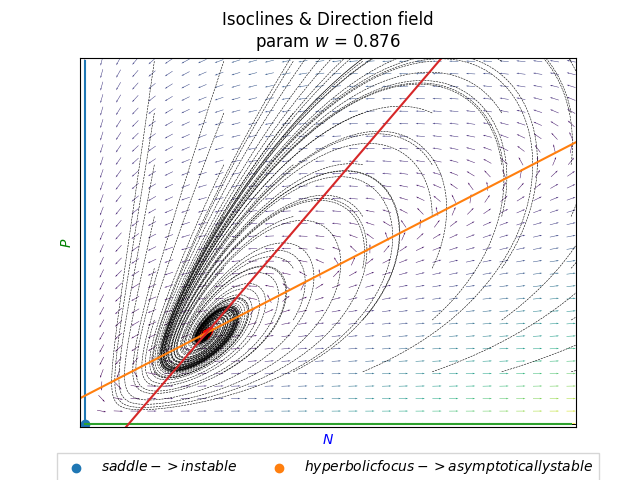 Isoclines & Direction field
param w = 0.876
P
N
saddle − > instable
hyperbolicfocus − > asymptoticallystable